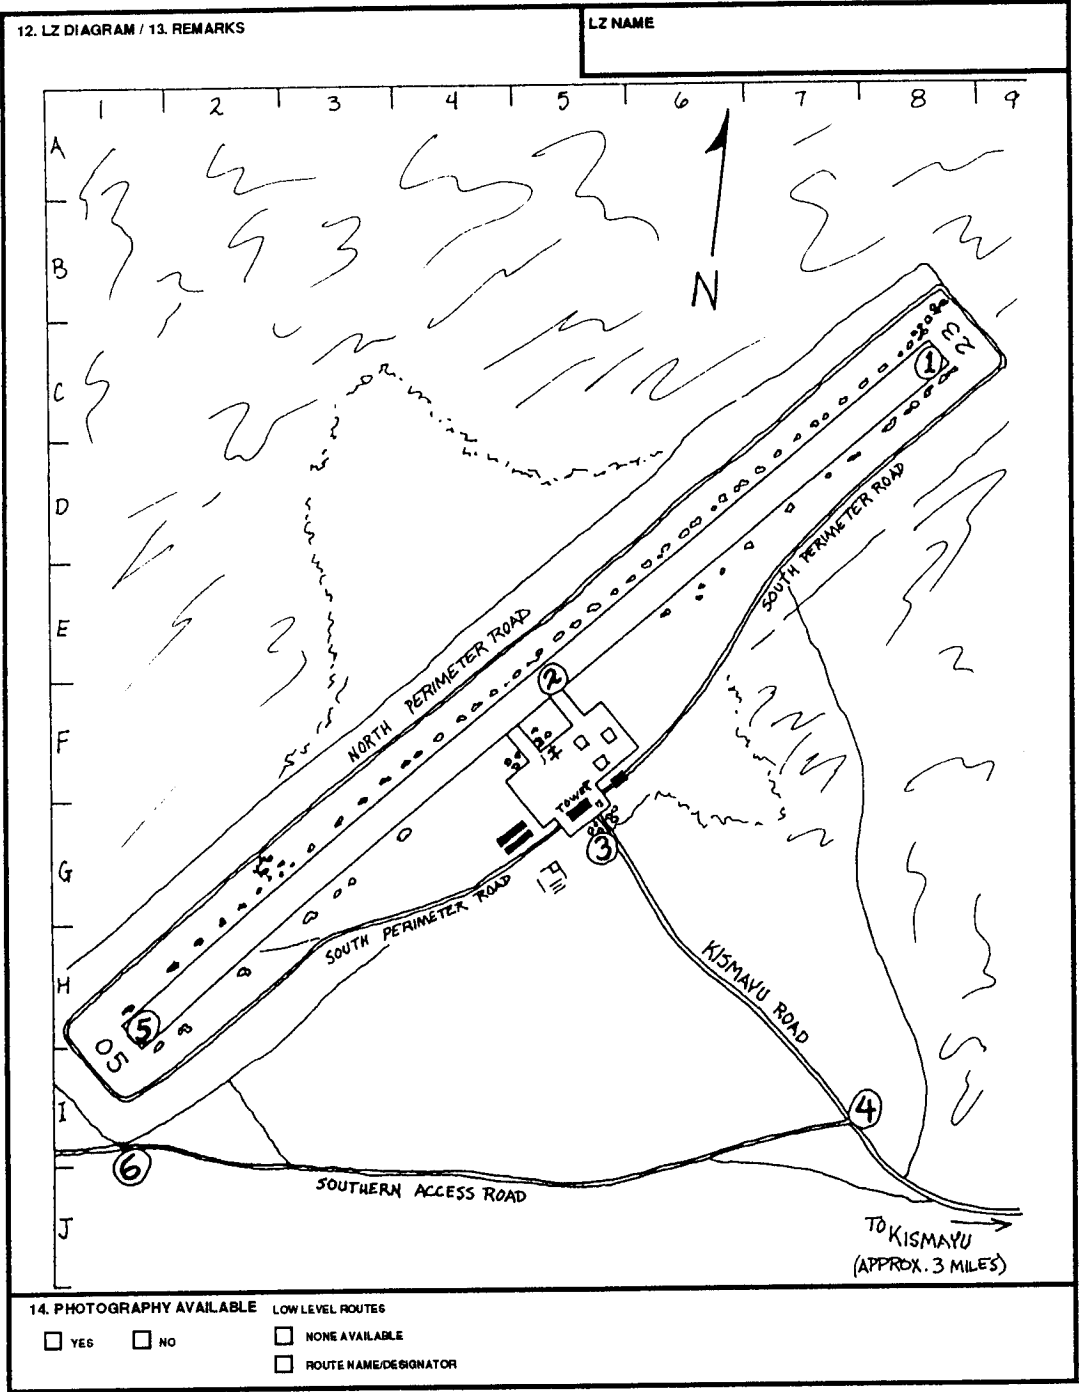 12. LZ DIAGRAM / 13. REMARKS
LZ NAME
1 2 3 4 5 6 7 8 9
A
B
C
D
E
F
G
H
I
J
N
23
1
SOUTH PERIMETER ROAD
NORTH PERIMETER ROAD
2
TOWER
3
P
SOUTH PERIMETER ROAD
KISMAYU ROAD
5
05
4
6
SOUTHERN ACCESS ROAD
TO KISMAYU
(APPROX. 3 MILES)
14. PHOTOGRAPHY AVAILABLE
YES NO
LOW LEVEL ROUTES
NONE AVAILABLE
ROUTE NAME/DESIGNATOR